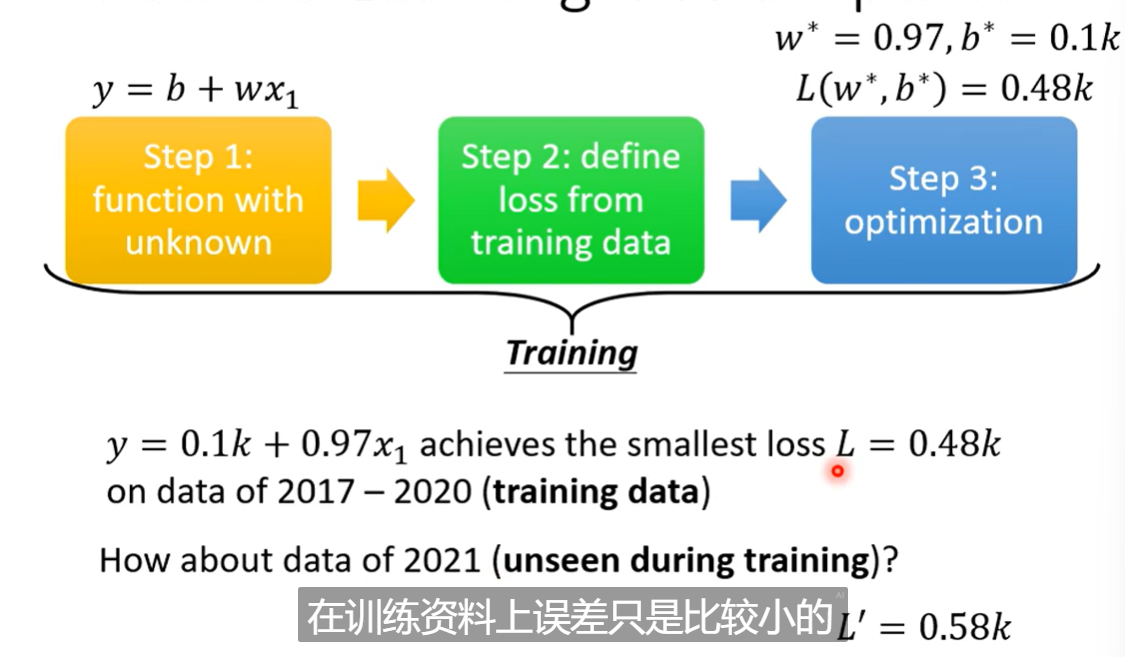 w* = 0.97, b* = 0.1k
y = b + wx₁
L(w*, b*) = 0.48k
Step 1:
function with
unknown
Step 2: define
loss from
training data
Step 3:
optimization
Training
y = 0.1k + 0.97x₁ achieves the smallest loss L = 0.48k
on data of 2017 – 2020 (training data)
How about data of 2021 (unseen during training)?
在训练资料上误差只是比较小的
L′ = 0.58k